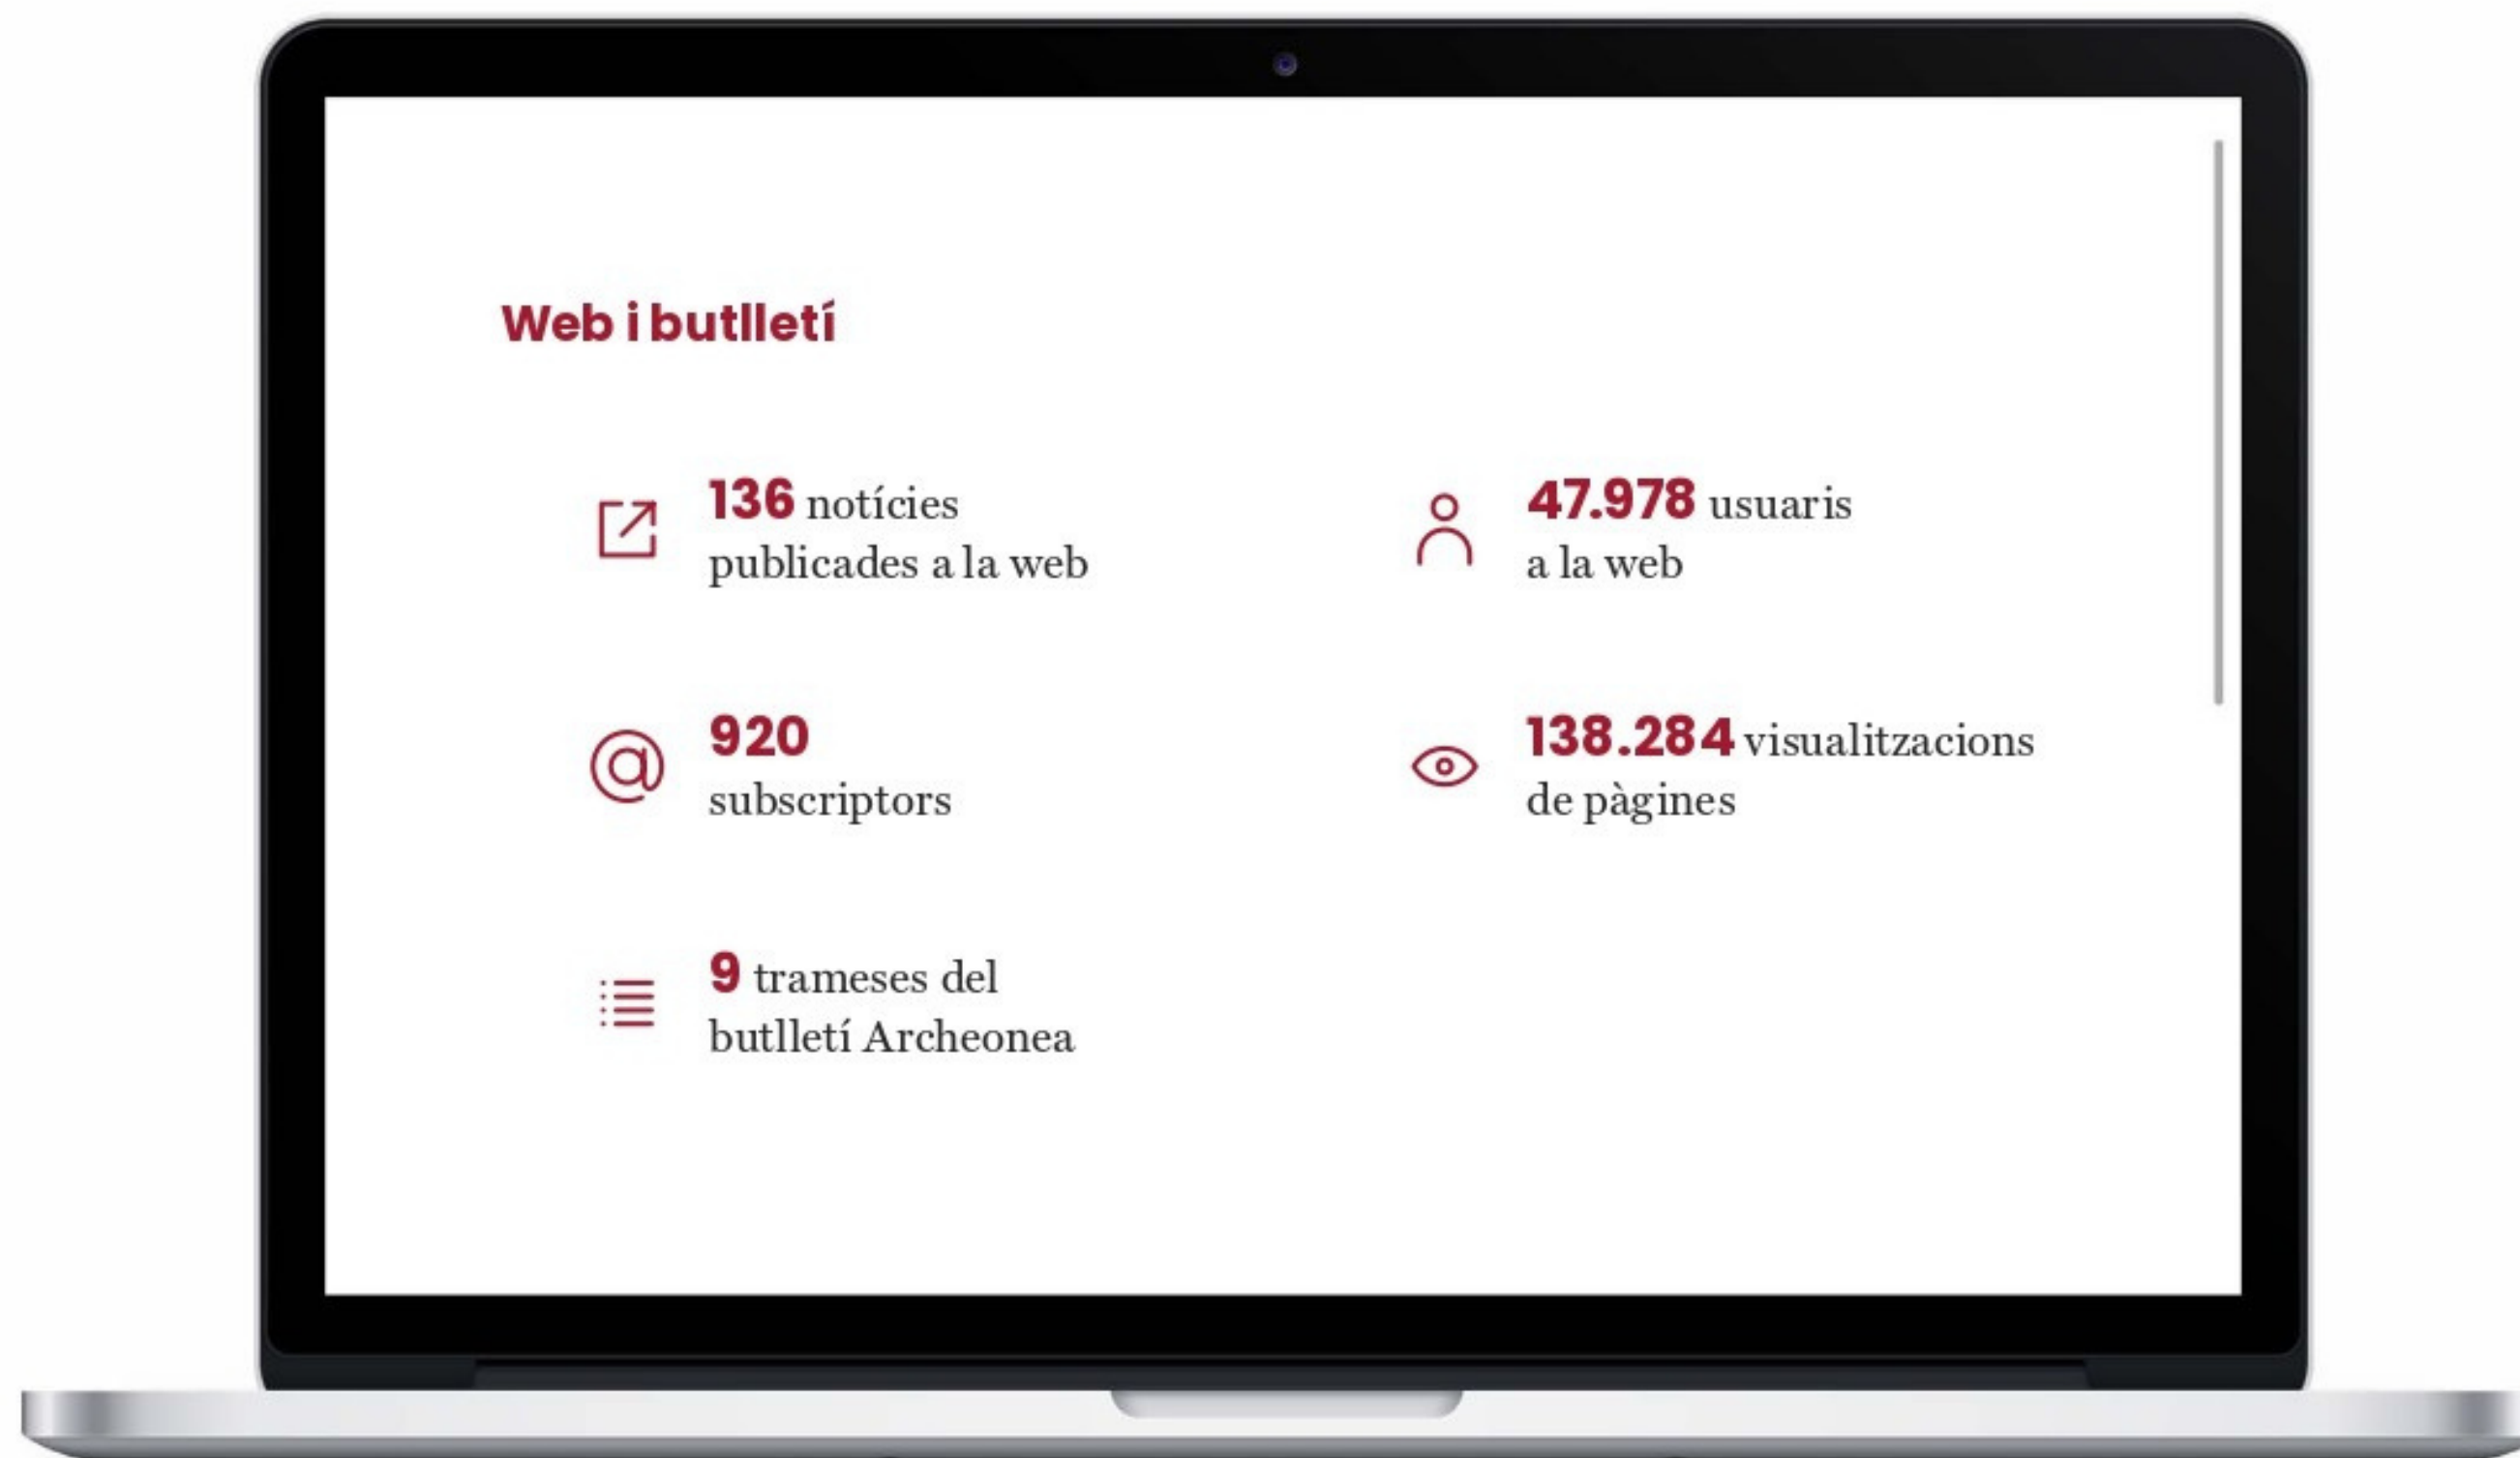 Web i butlletí
136 notícies
publicades a la web
920
subscriptors
9 trameses del
butlletí Archeonea
47.978 usuaris
a la web
138.284 visualitzacions
de pàgines